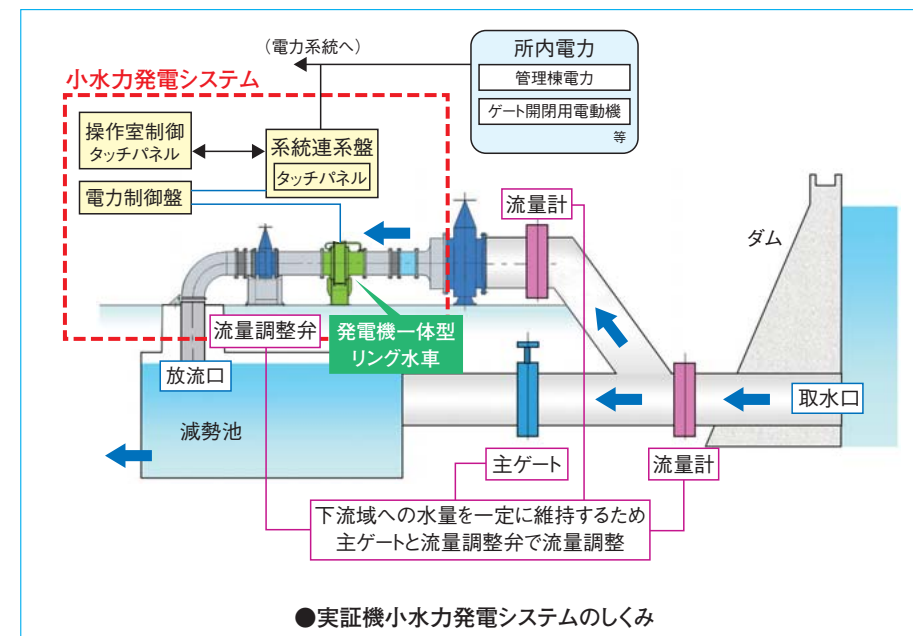 （電力系統へ）
所内電力
管理棟電力
ゲート開閉用電動機
等
小水力発電システム
操作室制御
タッチパネル
系統連系盤
タッチパネル
電力制御盤
流量計
ダム
流量調整弁
発電機一体型
リング水車
放流口
取水口
減勢池
主ゲート
流量計
下流域への水量を一定に維持するため
主ゲートと流量調整弁で流量調整
●実証機小水力発電システムのしくみ